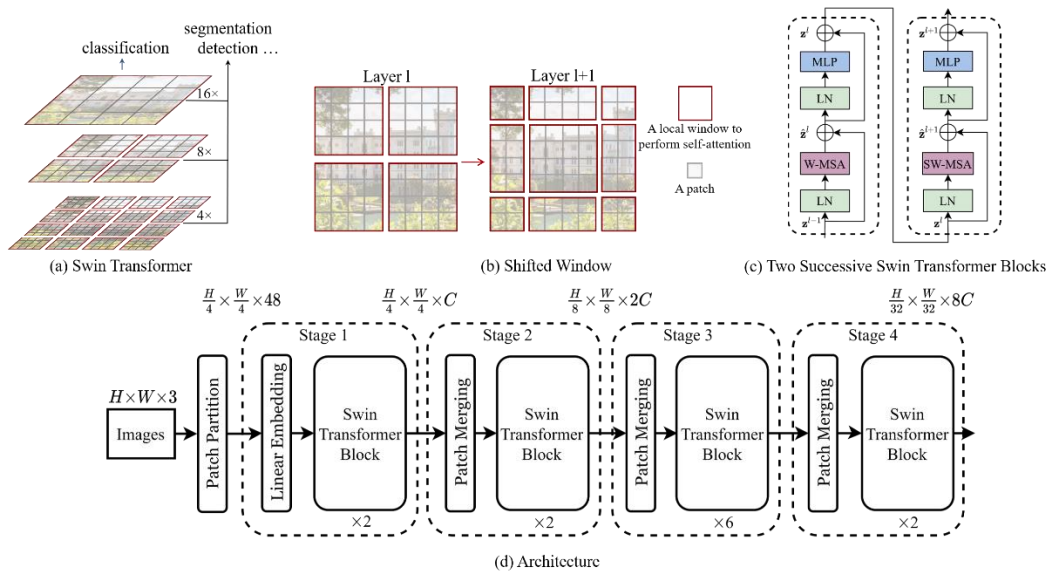 classification
segmentation
detection ...
16×
8×
4×
(a) Swin Transformer
Layer l
Layer l+1
A local window to
perform self-attention
A patch
(b) Shifted Window
z^l
MLP
LN
ẑ^l
W-MSA
LN
z^{l-1}
z^{l+1}
MLP
LN
ẑ^{l+1}
SW-MSA
LN
z^l
(c) Two Successive Swin Transformer Blocks
H/4 × W/4 × 48
H/4 × W/4 × C
H/8 × W/8 × 2C
H/32 × W/32 × 8C
Stage 1
Stage 2
Stage 3
Stage 4
H×W×3
Images
Patch Partition
Linear Embedding
Swin
Transformer
Block
×2
Patch Merging
Swin
Transformer
Block
×2
Patch Merging
Swin
Transformer
Block
×6
Patch Merging
Swin
Transformer
Block
×2
(d) Architecture